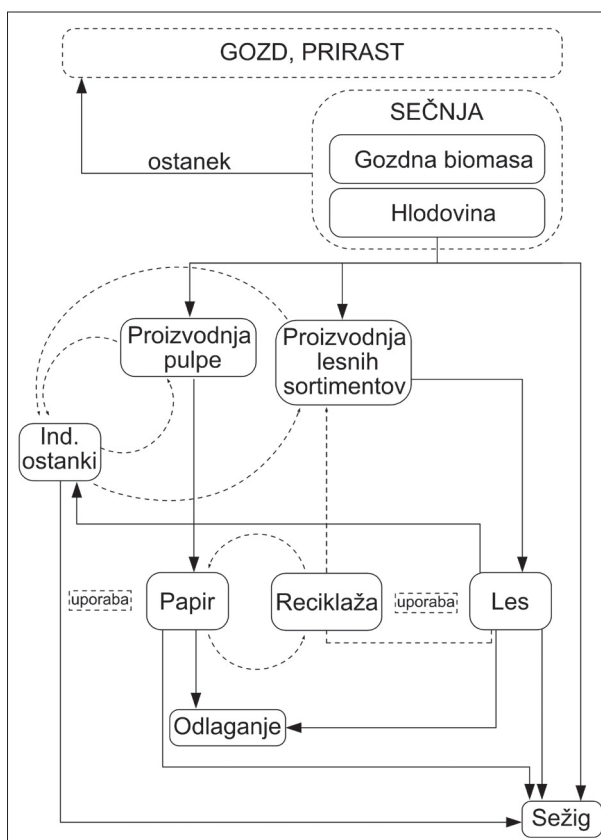 GOZD, PRIRAST
SEČNJA
Gozdna biomasa
ostanek
Hlodovina
Proizvodnja
pulpe
Proizvodnja
lesnih
sortimentov
Ind.
ostanki
uporaba
Papir
Reciklaža
uporaba
Les
Odlaganje
Sežig